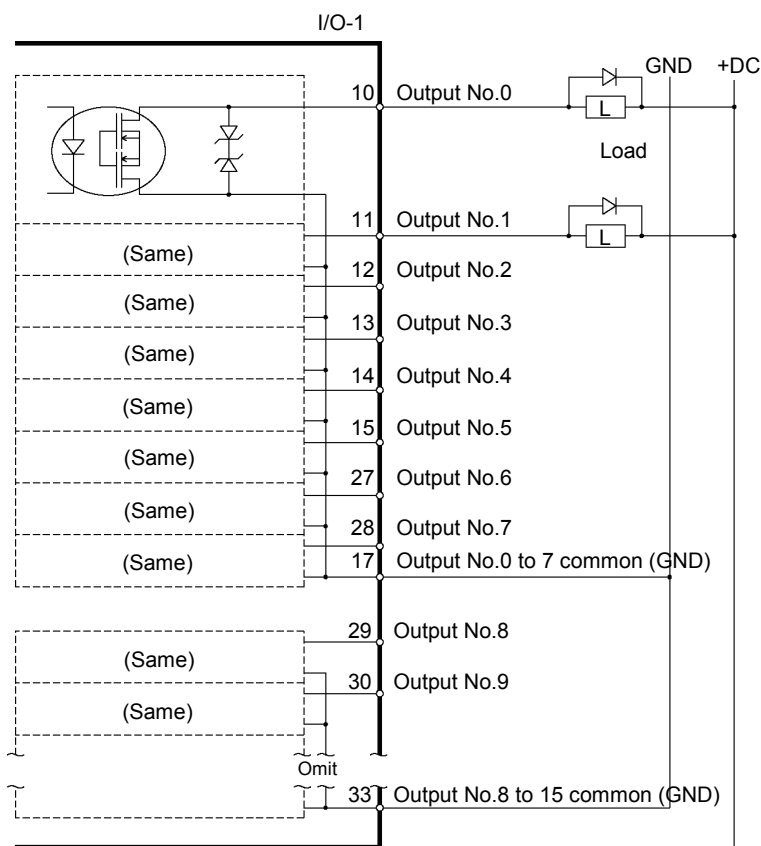 I/O-1
GND +DC
10 Output No.0
L
Load
11 Output No.1
L
(Same)
12 Output No.2
(Same)
13 Output No.3
(Same)
14 Output No.4
(Same)
15 Output No.5
(Same)
27 Output No.6
(Same)
28 Output No.7
(Same)
17 Output No.0 to 7 common (GND)
29 Output No.8
(Same)
30 Output No.9
(Same)
Omit
33 Output No.8 to 15 common (GND)